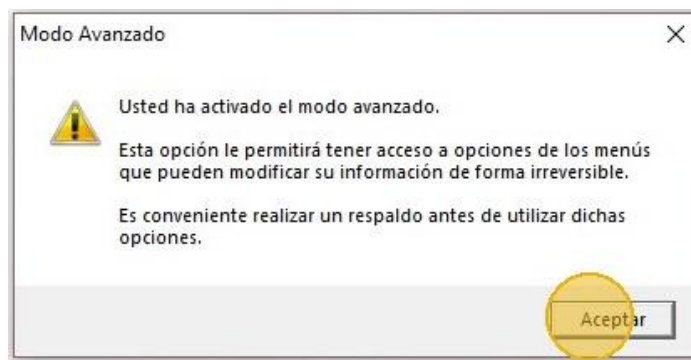 Modo Avanzado
Usted ha activado el modo avanzado.
Esta opción le permitirá tener acceso a opciones de los menús
que pueden modificar su información de forma irreversible.
Es conveniente realizar un respaldo antes de utilizar dichas
opciones.
Aceptar